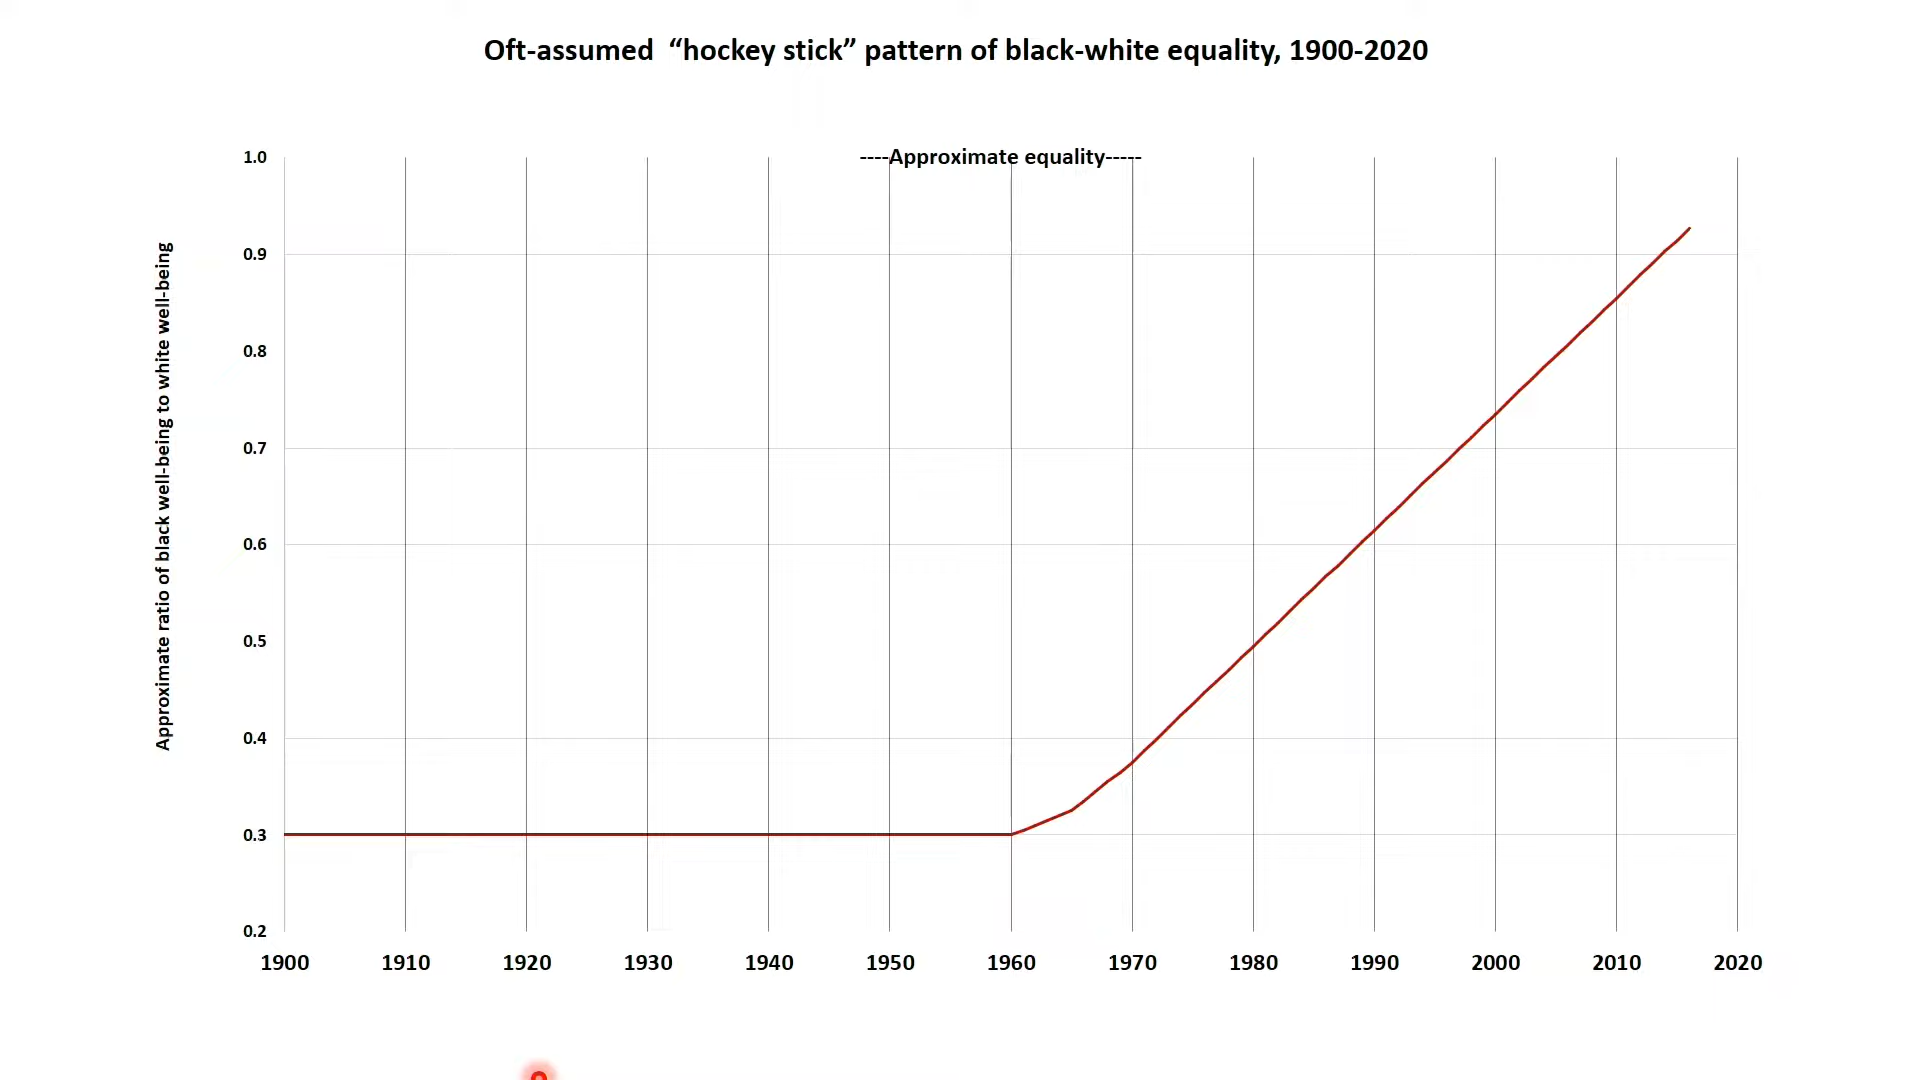 Oft-assumed “hockey stick” pattern of black-white equality, 1900-2020
----Approximate equality-----
Approximate ratio of black well-being to white well-being
1.0
0.9
0.8
0.7
0.6
0.5
0.4
0.3
0.2
1900 1910 1920 1930 1940 1950 1960 1970 1980 1990 2000 2010 2020